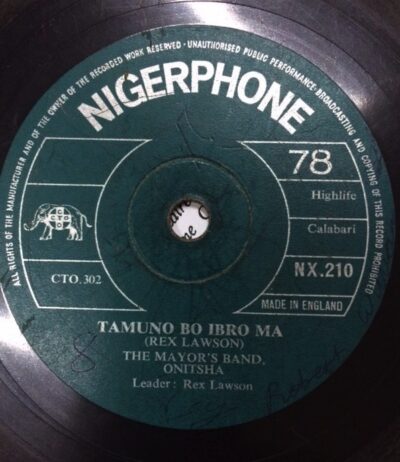 ALL RIGHTS OF THE MANUFACTURER AND OF THE OWNER OF THE RECORDED WORK RESERVED · UNAUTHORISED PUBLIC PERFORMANCE BROADCASTING AND COPYING OF THIS RECORD PROHIBITED
NIGERPHONE
78
Highlife
Calabari
CTO.302
NX.210
MADE IN ENGLAND
TAMUNO BO IBRO MA
(REX LAWSON)
THE MAYOR'S BAND,
ONITSHA
Leader: Rex Lawson
8
Robert